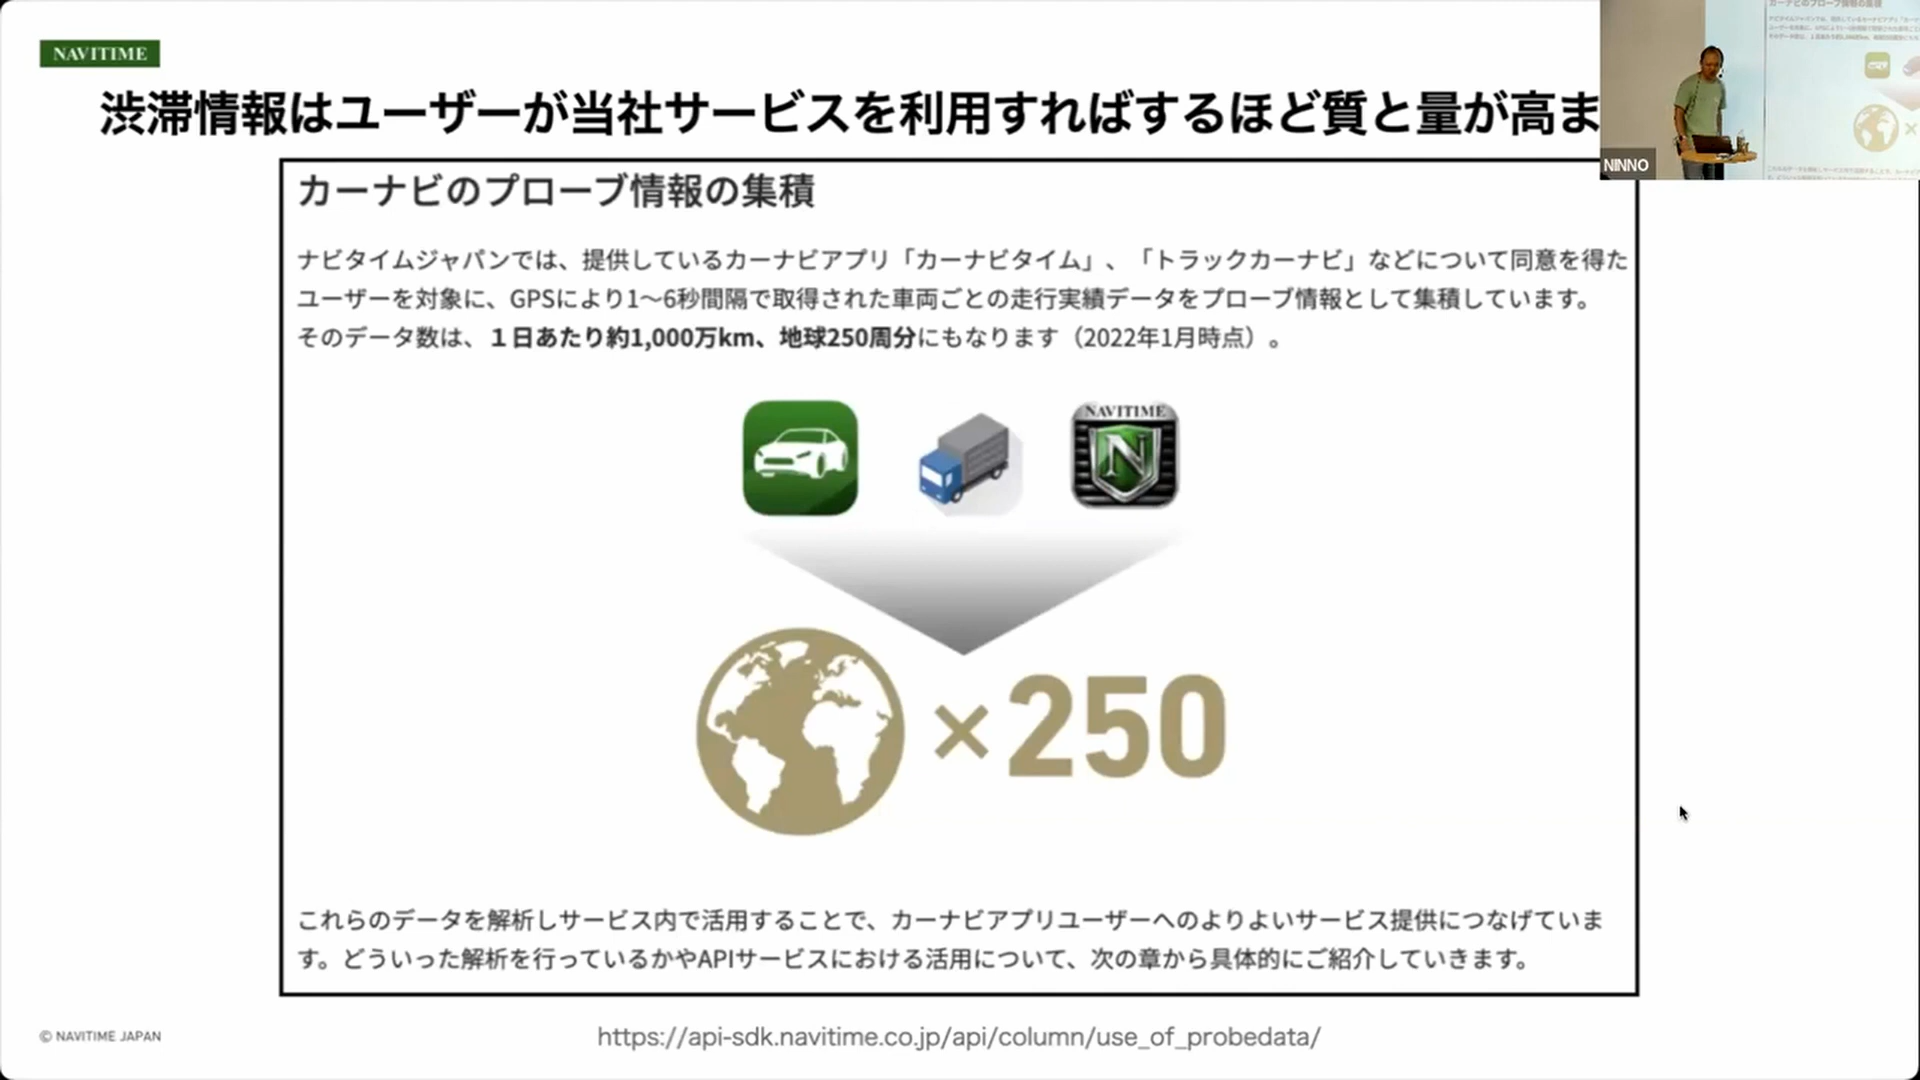 NAVITIME
渋滞情報はユーザーが当社サービスを利用すればするほど質と量が高ま
NINNO
カーナビのプローブ情報の集積
ナビタイムジャパンでは、提供しているカーナビアプリ「カーナビタイム」、「トラックカーナビ」などについて同意を得た
ユーザーを対象に、GPSにより1〜6秒間隔で取得された車両ごとの走行実績データをプローブ情報として集積しています。
そのデータ数は、１日あたり約1,000万km、地球250周分にもなります（2022年1月時点）。
NAVITIME
N
×250
これらのデータを解析しサービス内で活用することで、カーナビアプリユーザーへのよりよいサービス提供につなげていま
す。どういった解析を行っているかやAPIサービスにおける活用について、次の章から具体的にご紹介していきます。
© NAVITIME JAPAN
https://api-sdk.navitime.co.jp/api/column/use_of_probedata/